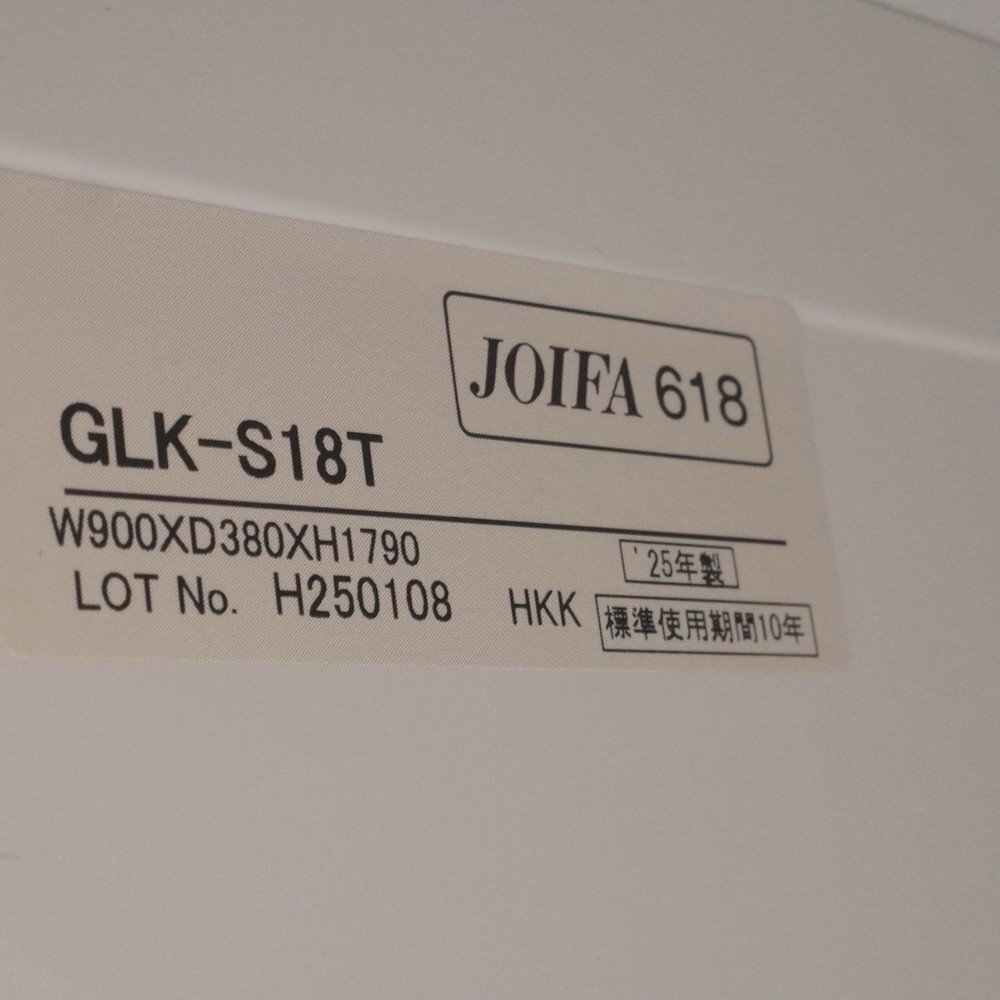 JOIFA 618
GLK-S18T
W900XD380XH1790
'25年製
LOT No. H250108 HKK 標準使用期間10年